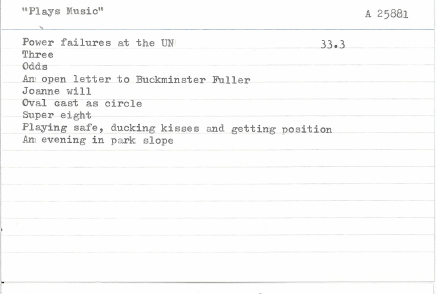 "Plays Music"
A 25881
Power failures at the UN 33.3
Three
Odds
An open letter to Buckminster Fuller
Joanne will
Oval cast as circle
Super eight
Playing safe, ducking kisses and getting position
An evening in park slope